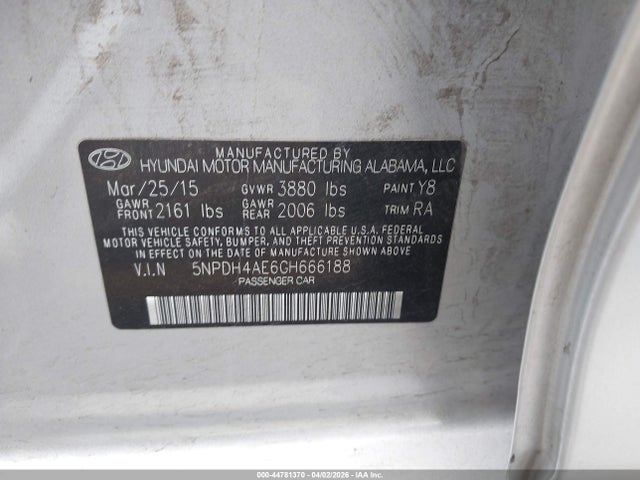 MANUFACTURED BY
HYUNDAI MOTOR MANUFACTURING ALABAMA, LLC
Mar/25/15 GVWR 3880 lbs PAINT Y8
GAWR FRONT 2161 lbs GAWR REAR 2006 lbs TRIM RA
THIS VEHICLE CONFORMS TO ALL APPLICABLE U.S.A. FEDERAL
MOTOR VEHICLE SAFETY, BUMPER, AND THEFT PREVENTION STANDARDS
IN EFFECT ON THE DATE OF MANUFACTURE SHOWN ABOVE.
V.I.N 5NPDH4AE6GH666188
PASSENGER CAR
000-44781370 - 04/02/2026 - IAAI.COM